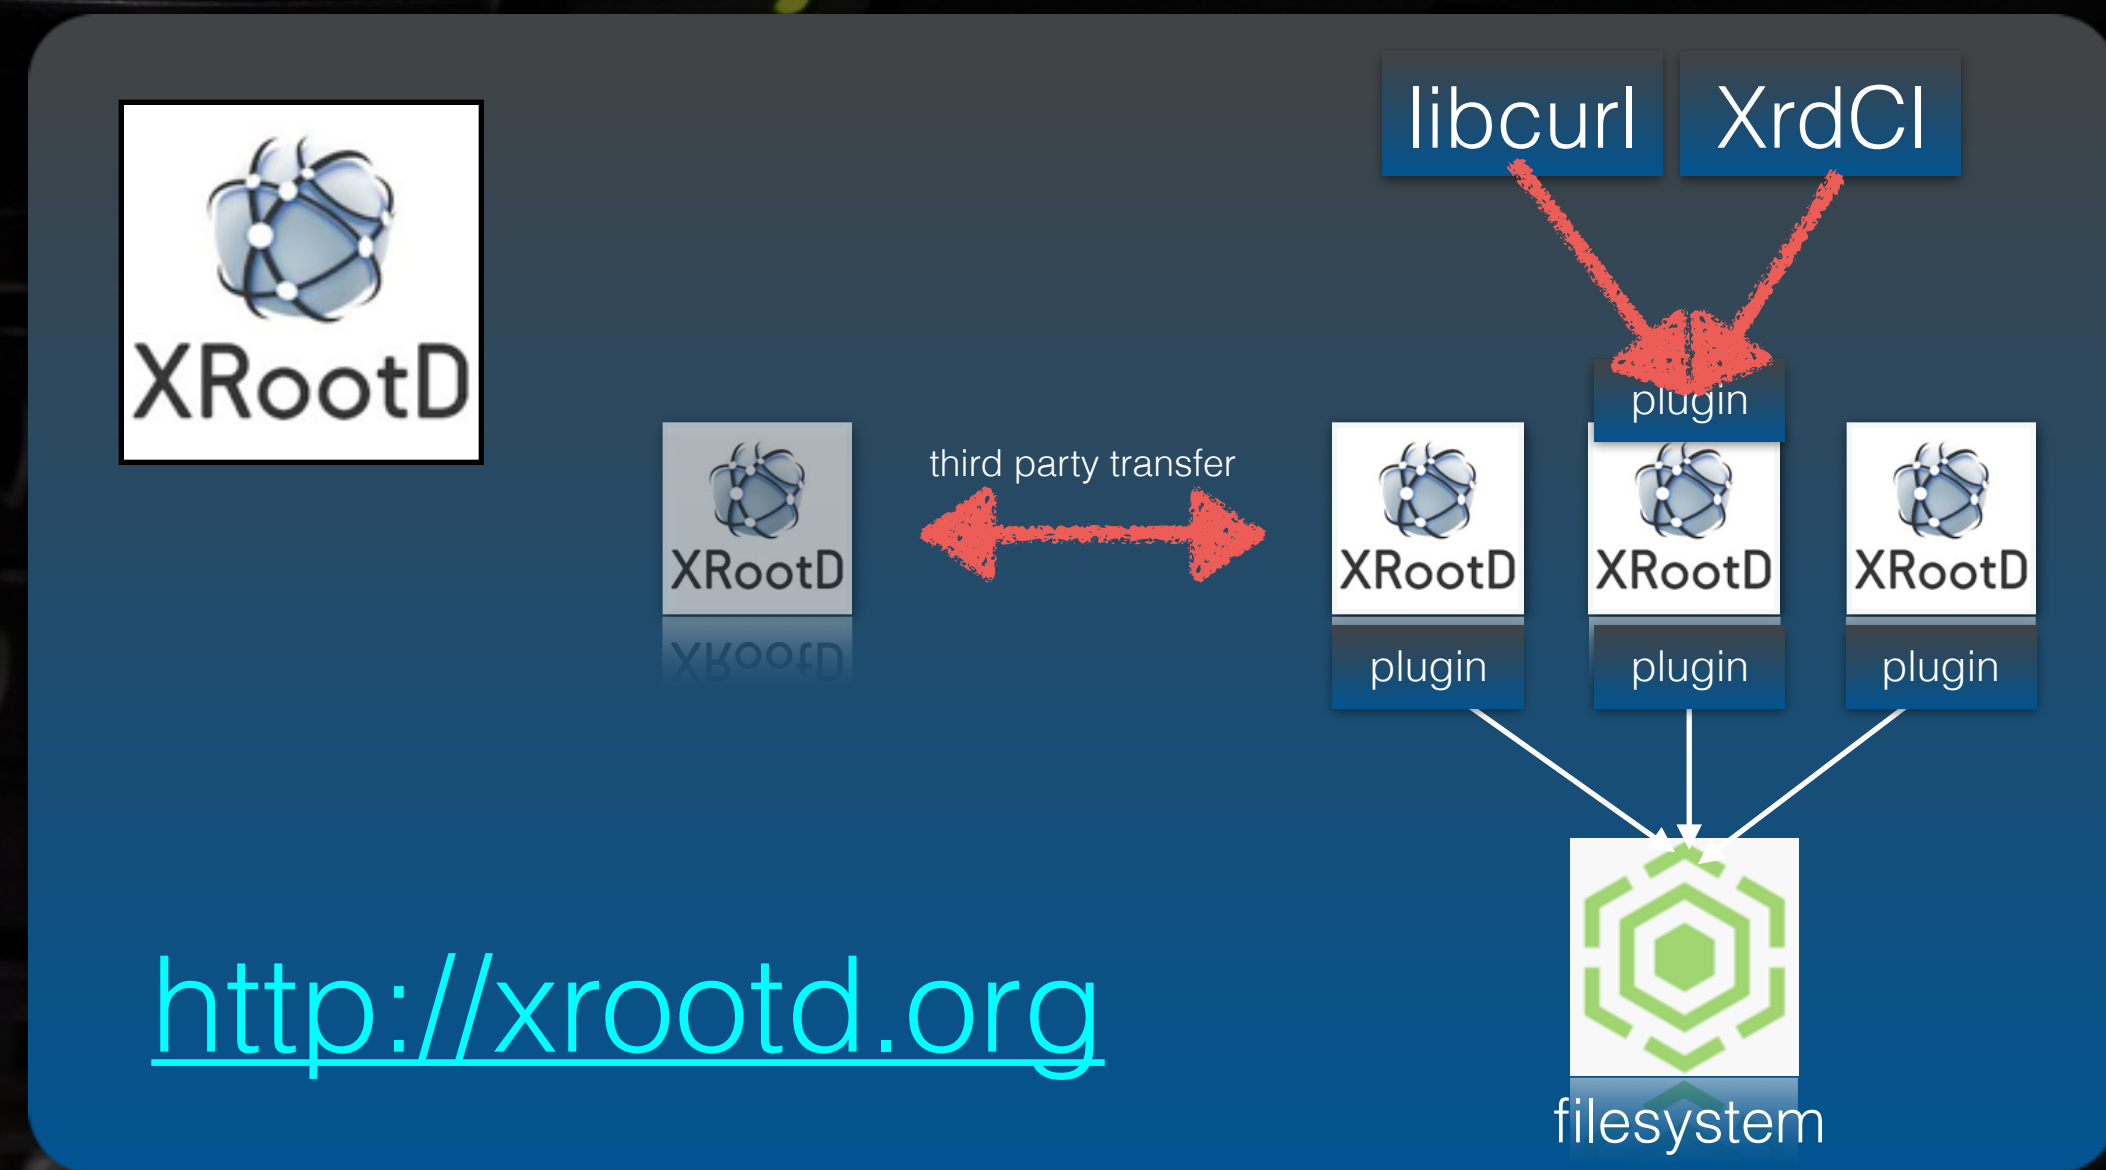 libcurl
XrdCl
XRootD
plugin
third party transfer
XRootD
XRootD
XRootD
XRootD
plugin
plugin
plugin
http://xrootd.org
filesystem